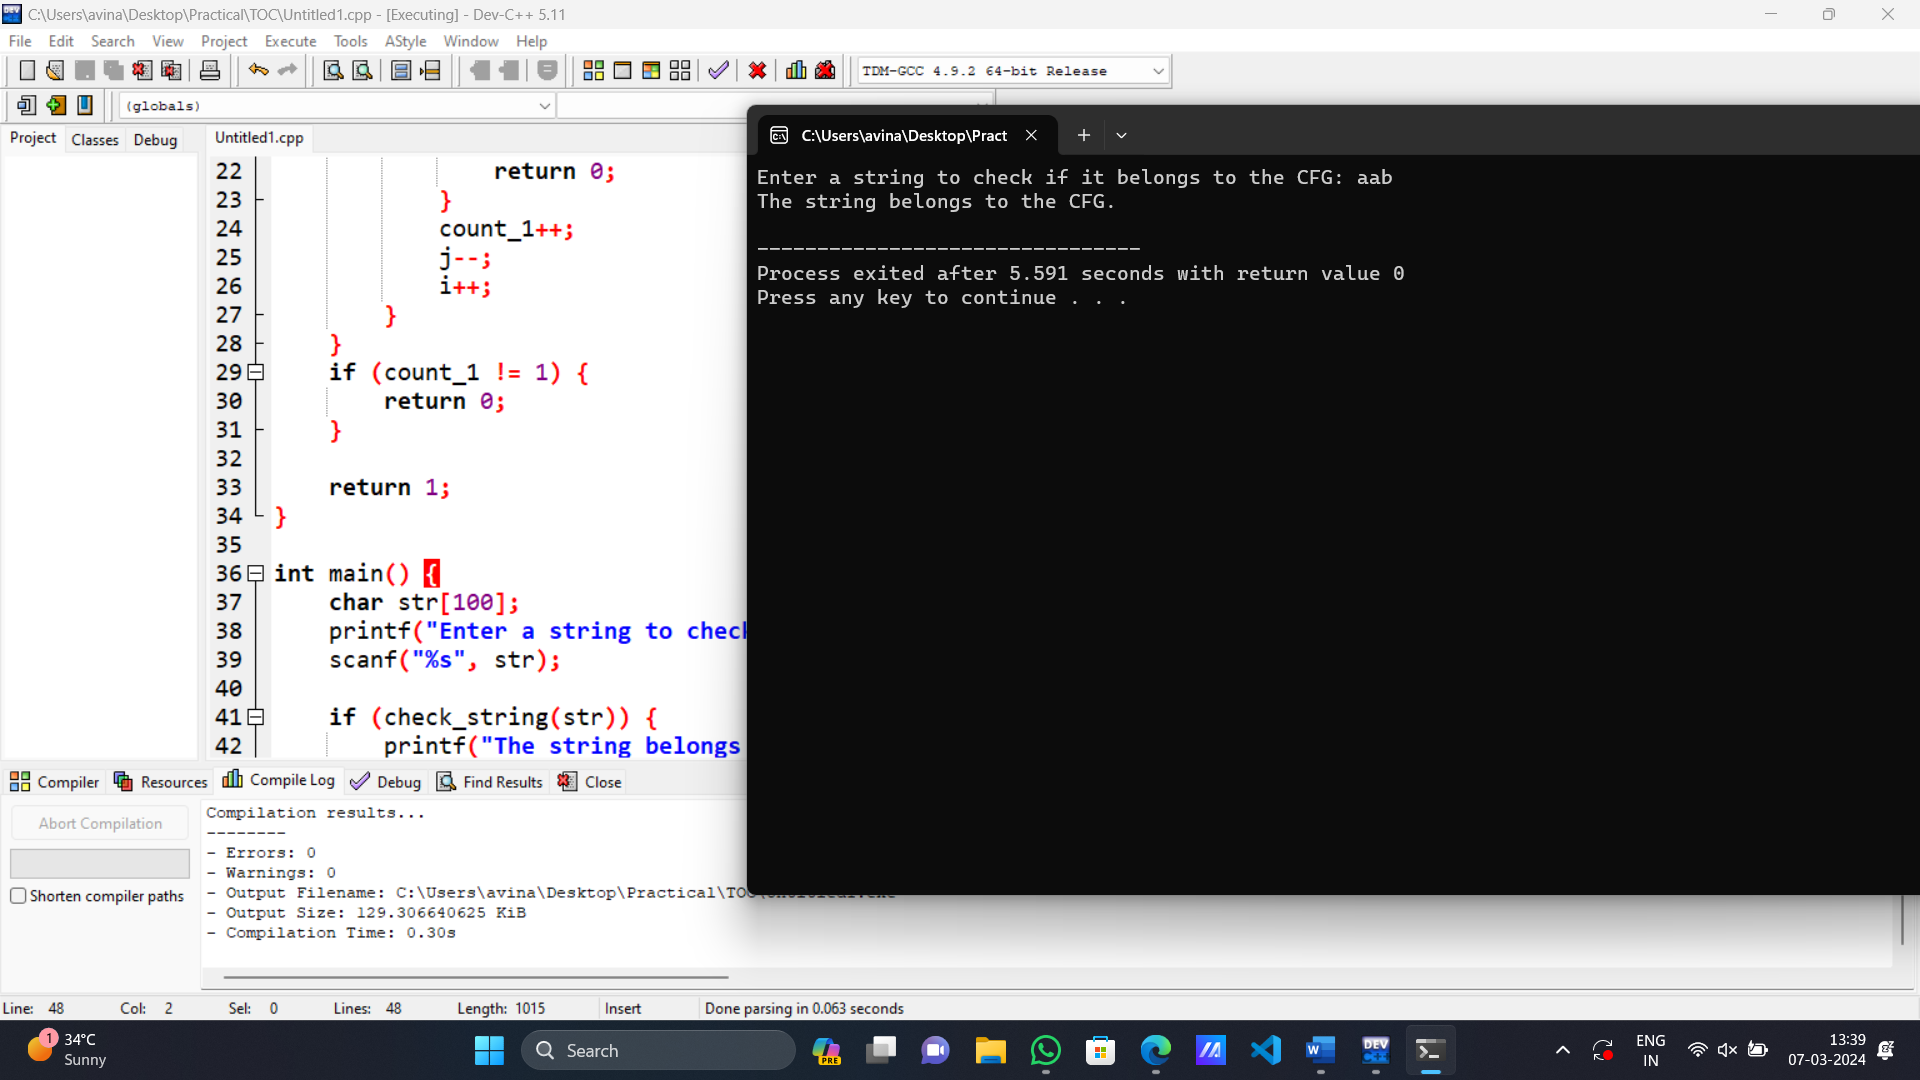 C:\Users\avina\Desktop\Practical\TOC\Untitled1.cpp - [Executing] - Dev-C++ 5.11
File Edit Search View Project Execute Tools AStyle Window Help
TDM-GCC 4.9.2 64-bit Release
(globals)
Project Classes Debug
Untitled1.cpp
22 return 0;
23 }
24 count_1++;
25 j--;
26 i++;
27 }
28 }
29 if (count_1 != 1) {
30 return 0;
31 }
32
33 return 1;
34 }
35
36 int main() {
37 char str[100];
38 printf("Enter a string to check
39 scanf("%s", str);
40
41 if (check_string(str)) {
42 printf("The string belongs
C:\Users\avina\Desktop\Pract
Enter a string to check if it belongs to the CFG: aab
The string belongs to the CFG.
--------------------------------
Process exited after 5.591 seconds with return value 0
Press any key to continue . . .
Compiler Resources Compile Log Debug Find Results Close
Abort Compilation
Shorten compiler paths
Compilation results...
--------
- Errors: 0
- Warnings: 0
- Output Filename: C:\Users\avina\Desktop\Practical\TOC\Untitled1.exe
- Output Size: 129.306640625 KiB
- Compilation Time: 0.30s
Line: 48 Col: 2 Sel: 0 Lines: 48 Length: 1015 Insert Done parsing in 0.063 seconds
1
34°C
Sunny
Search
PRE
DEV
C++
ENG
IN
13:39
07-03-2024